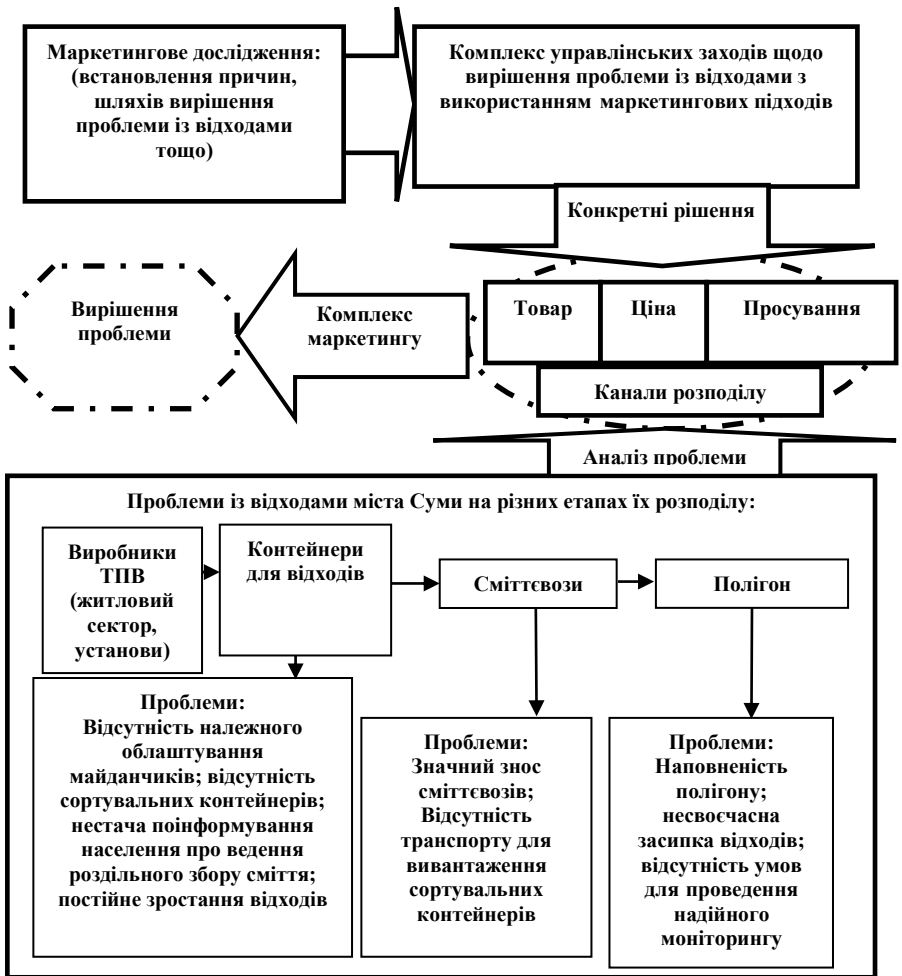 Маркетингове дослідження:
(встановлення причин,
шляхів вирішення
проблеми із відходами
тощо)
Комплекс управлінських заходів щодо
вирішення проблеми із відходами з
використанням маркетингових підходів
Конкретні рішення
Вирішення
проблеми
Комплекс
маркетингу
Товар
Ціна
Просування
Канали розподілу
Аналіз проблеми
Проблеми із відходами міста Суми на різних етапах їх розподілу:
Виробники
ТПВ
(житловий
сектор,
установи)
Контейнери
для відходів
Сміттєвози
Полігон
Проблеми:
Відсутність належного
облаштування
майданчиків; відсутність
сортувальних контейнерів;
нестача поінформування
населення про ведення
роздільного збору сміття;
постійне зростання відходів
Проблеми:
Значний знос
сміттєвозів;
Відсутність
транспорту для
вивантаження
сортувальних
контейнерів
Проблеми:
Наповненість
полігону;
несвоєчасна
засипка відходів;
відсутність умов
для проведення
надійного
моніторингу